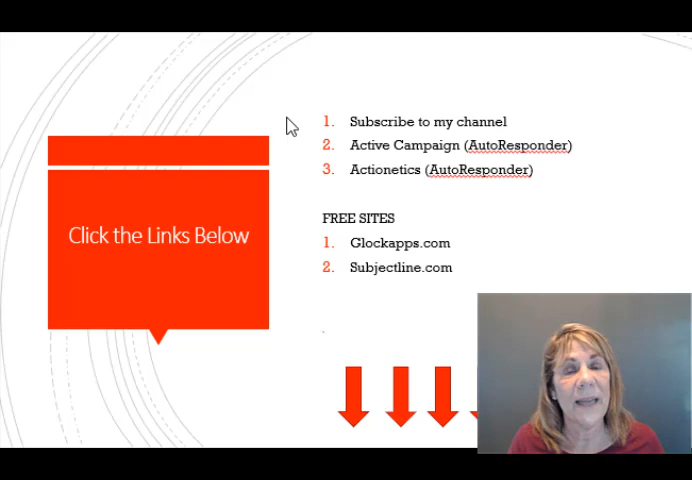 Click the Links Below
1. Subscribe to my channel
2. Active Campaign (AutoResponder)
3. Actionetics (AutoResponder)
FREE SITES
1. Glockapps.com
2. Subjectline.com